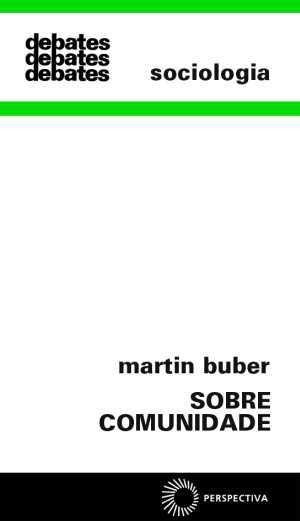 debates
debates
debates
sociologia
martin buber
SOBRE
COMUNIDADE
PERSPECTIVA